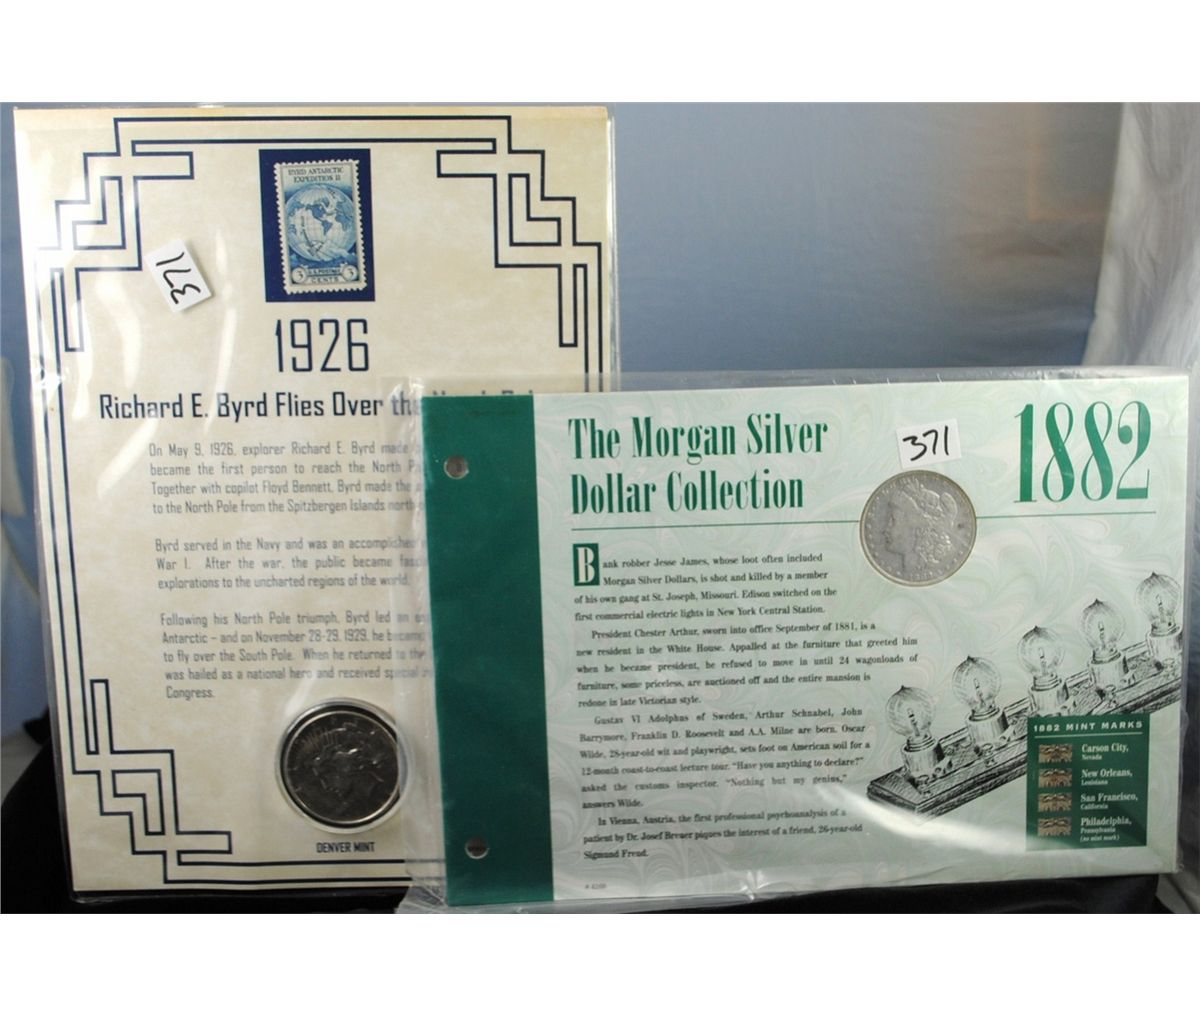 BYRD ANTARCTIC
EXPEDITION II
3 U.S. POSTAGE 3
CENTS
371
1926
Richard E. Byrd Flies Over the
On May 9, 1926, explorer Richard E. Byrd made
became the first person to reach the North
Together with copilot Floyd Bennett, Byrd made the
to the North Pole from the Spitzbergen Islands north
Byrd served in the Navy and was an accomplished
War I. After the war, the public became
explorations to the uncharted regions of the world.
Following his North Pole triumph, Byrd led an
Antarctic – and on November 28-29, 1929, he became
to fly over the South Pole. When he returned to the
was hailed as a national hero and received special
Congress.
DENVER MINT
The Morgan Silver
Dollar Collection
371
1882
Bank robber Jesse James, whose loot often included
Morgan Silver Dollars, is shot and killed by a member
of his own gang at St. Joseph, Missouri. Edison switched on the
first commercial electric lights in New York Central Station.
President Chester Arthur, sworn into office September of 1881, is a
new resident in the White House. Appalled at the furniture that greeted him
when he became president, he refused to move in until 24 wagonloads of
furniture, some priceless, are auctioned off and the entire mansion is
redone in late Victorian style.
Gustav VI Adolphus of Sweden, Arthur Schnabel, John
Barrymore, Franklin D. Roosevelt and A.A. Milne are born. Oscar
Wilde, 28-year-old wit and playwright, sets foot on American soil for a
12-month coast-to-coast lecture tour. "Have you anything to declare?"
asked the customs inspector. "Nothing but my genius,"
answers Wilde.
In Vienna, Austria, the first professional psychoanalysis of a
patient by Dr. Josef Breuer piques the interest of a friend, 26-year-old
Sigmund Freud.
1882 MINT MARKS
Carson City,
Nevada
New Orleans,
Louisiana
San Francisco,
California
Philadelphia,
Pennsylvania
(no mint mark)